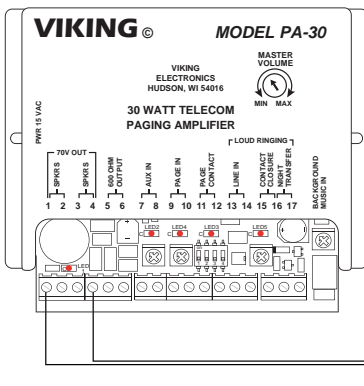 VIKING © MODEL PA-30
VIKING
ELECTRONICS
HUDSON, WI 54016
MASTER
VOLUME
MIN MAX
30 WATT TELECOM
PAGING AMPLIFIER
PWR 15 VAC
70V OUT
LOUD RINGING
SPKR S
SPKR S
600 OHM
OUTPUT
AUX IN
PAGE IN
PAGE
CONTACT
LINE IN
CONTACT
CLOSURE
NIGHT
TRANSFER
BACKGROUND
MUSIC IN
1 2 3 4 5 6 7 8 9 10 11 12 13 14 15 16 17
LED2 LED4 LED3 LED5
LED